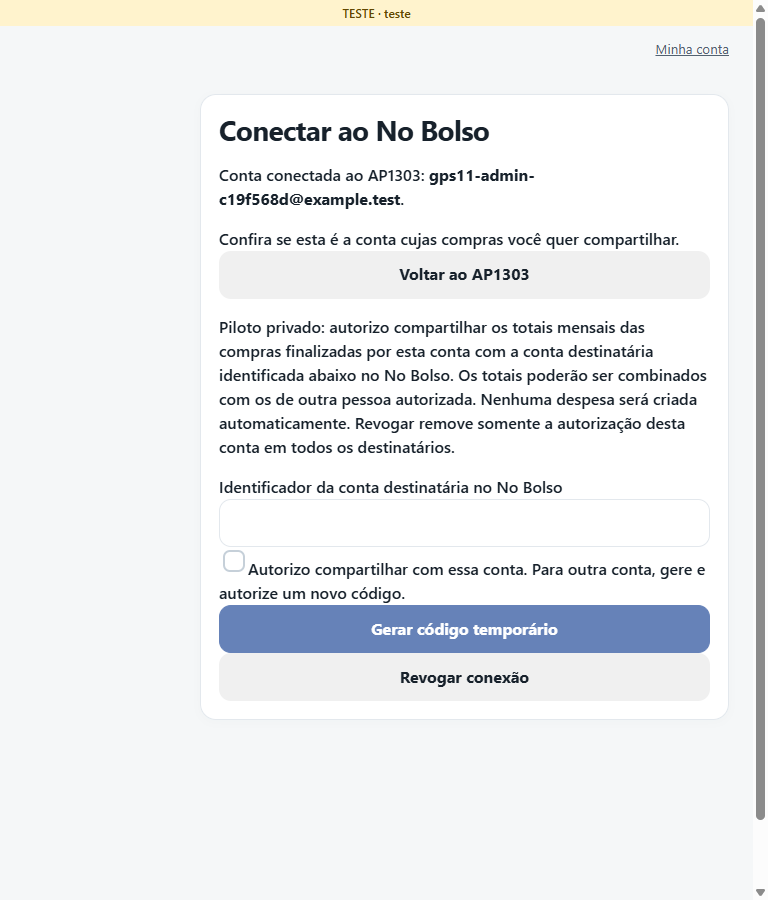 TESTE · teste
Minha conta
Conectar ao No Bolso
Conta conectada ao AP1303: gps11-admin-
c19f568d@example.test.
Confira se esta é a conta cujas compras você quer compartilhar.
Voltar ao AP1303
Piloto privado: autorizo compartilhar os totais mensais das
compras finalizadas por esta conta com a conta destinatária
identificada abaixo no No Bolso. Os totais poderão ser combinados
com os de outra pessoa autorizada. Nenhuma despesa será criada
automaticamente. Revogar remove somente a autorização desta
conta em todos os destinatários.
Identificador da conta destinatária no No Bolso
Autorizo compartilhar com essa conta. Para outra conta, gere e
autorize um novo código.
Gerar código temporário
Revogar conexão